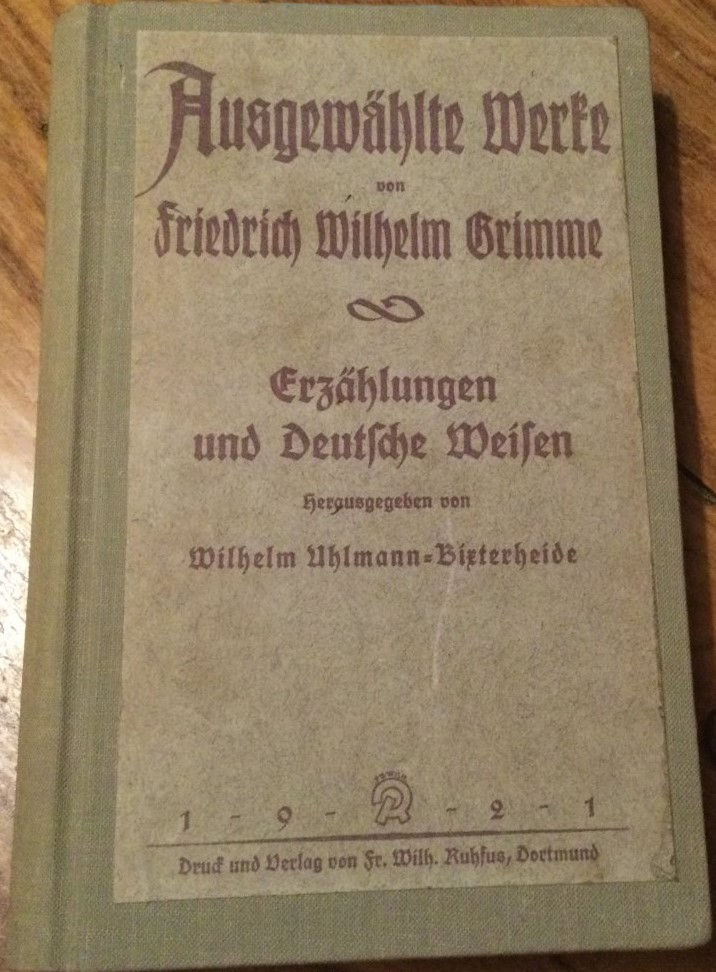 Ausgewählte Werke
von
Friedrich Wilhelm Grimme
Erzählungen
und Deutſche Weiſen
Herausgegeben von
Wilhelm Uhlmann=Bixterheide
1 - 9 - - 2 - 1
Druck und Verlag von Fr. Wilh. Ruhfus, Dortmund